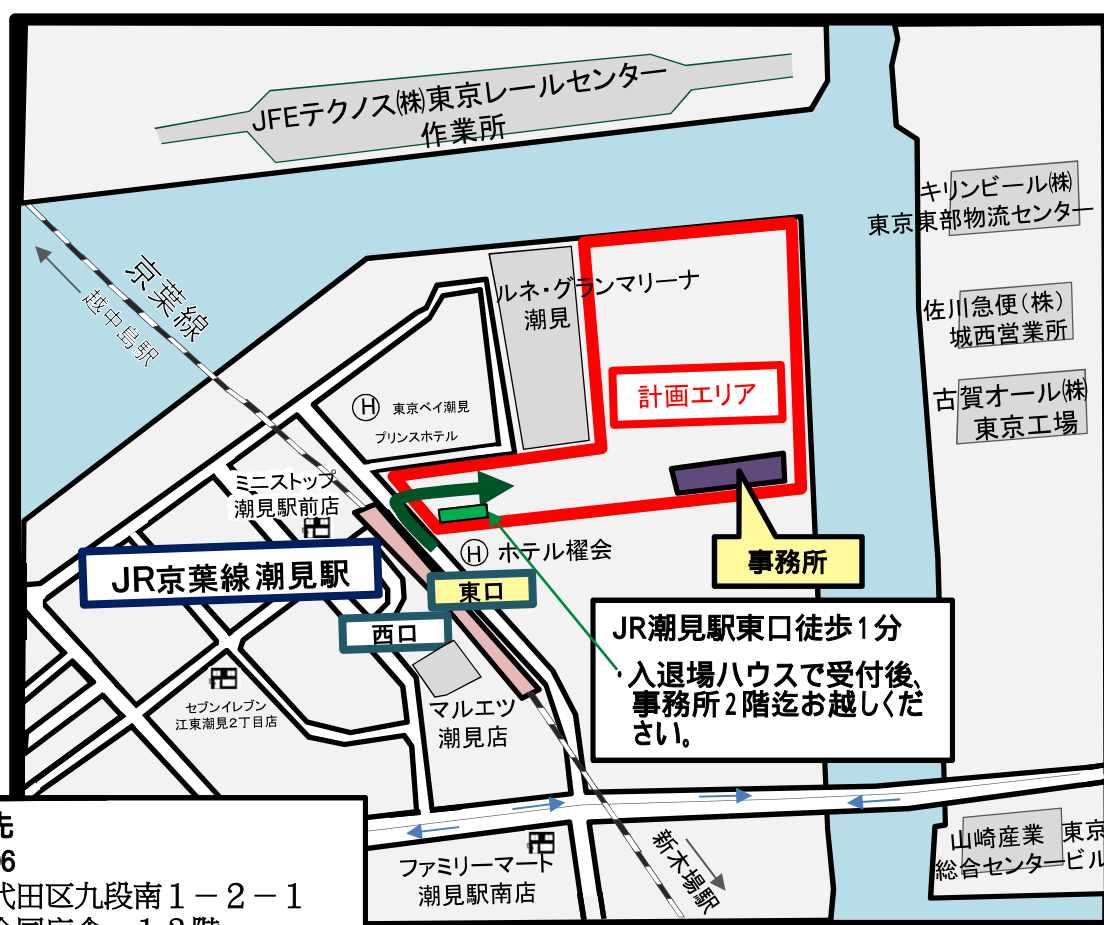 JFEテクノス㈱東京レールセンター
作業所
キリンビール㈱
東京東部物流センター
京葉線
越中島駅
ルネ・グランマリーナ
潮見
佐川急便(株)
城西営業所
計画エリア
古賀オール㈱
東京工場
H 東京ベイ潮見
プリンスホテル
ミニストップ
潮見駅前店
H ホテル櫂会
事務所
JR京葉線潮見駅
東口
西口
JR潮見駅東口徒歩1分
・入退場ハウスで受付後、
事務所2階迄お越しくだ
さい。
セブンイレブン
江東潮見2丁目店
マルエツ
潮見店
ファミリーマート
潮見駅南店
新木場駅
山崎産業
総合センター
東京
ビル
先
06
代田区九段南1-2-1